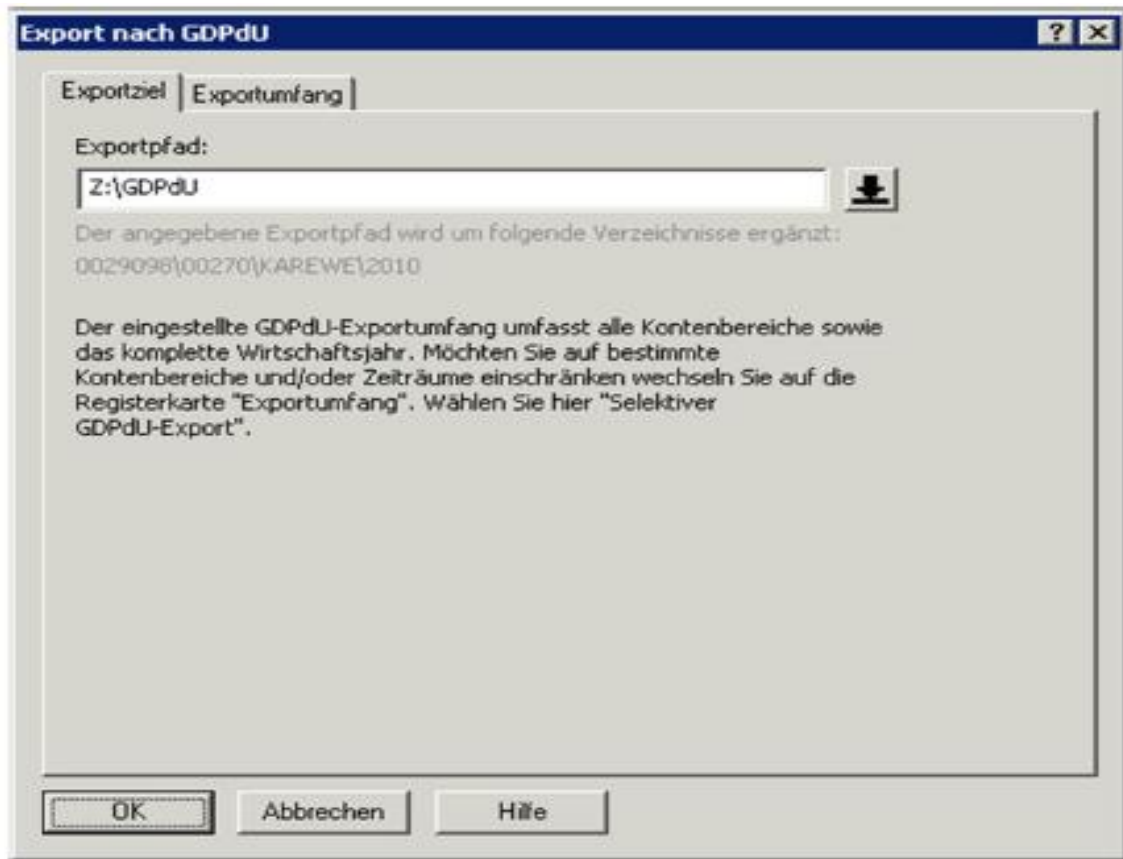 Export nach GDPdU
Exportziel
Exportumfang
Exportpfad:
Z:\GDPdU
Der angegebene Exportpfad wird um folgende Verzeichnisse ergänzt:
0029098\00270\KAREWE\2010
Der eingestellte GDPdU-Exportumfang umfasst alle Kontenbereiche sowie
das komplette Wirtschaftsjahr. Möchten Sie auf bestimmte
Kontenbereiche und/oder Zeiträume einschränken wechseln Sie auf die
Registerkarte "Exportumfang". Wählen Sie hier "Selektiver
GDPdU-Export".
OK
Abbrechen
Hilfe